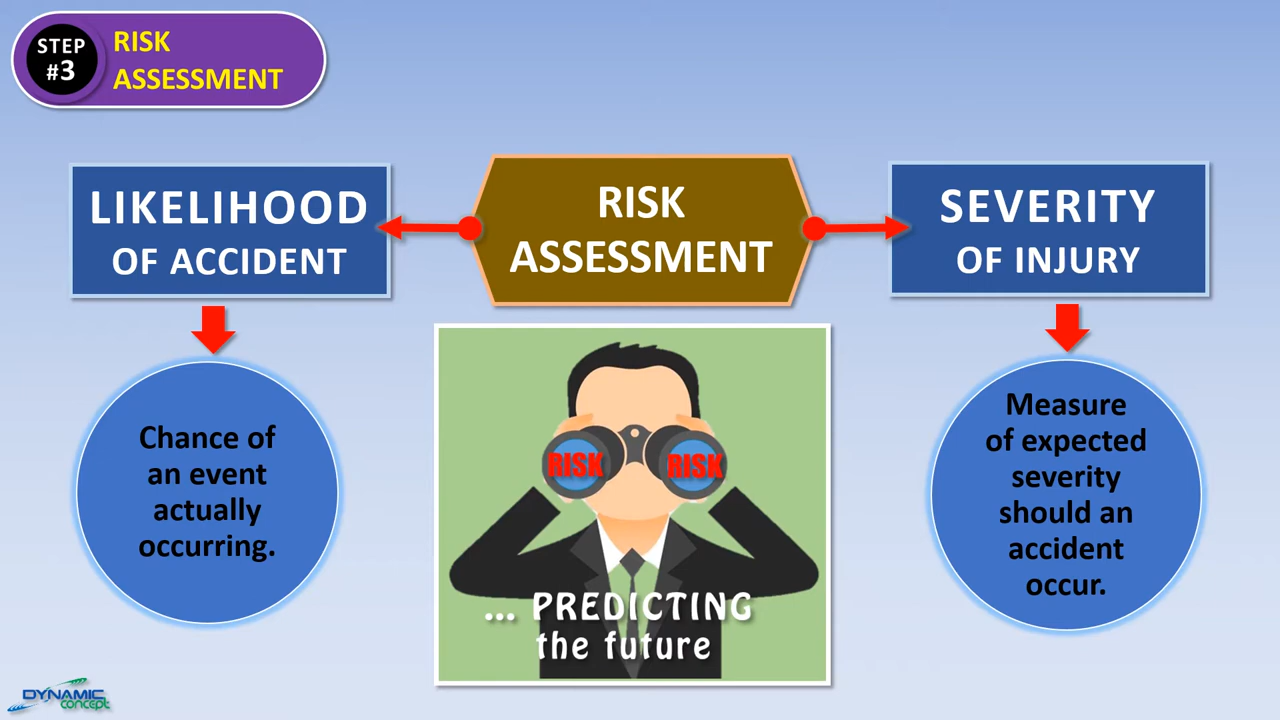 STEP
#3
RISK
ASSESSMENT
LIKELIHOOD
OF ACCIDENT
RISK
ASSESSMENT
SEVERITY
OF INJURY
Chance of
an event
actually
occurring.
RISK RISK
... PREDICTING
the future
Measure
of expected
severity
should an
accident
occur.
DYNAMIC
concept